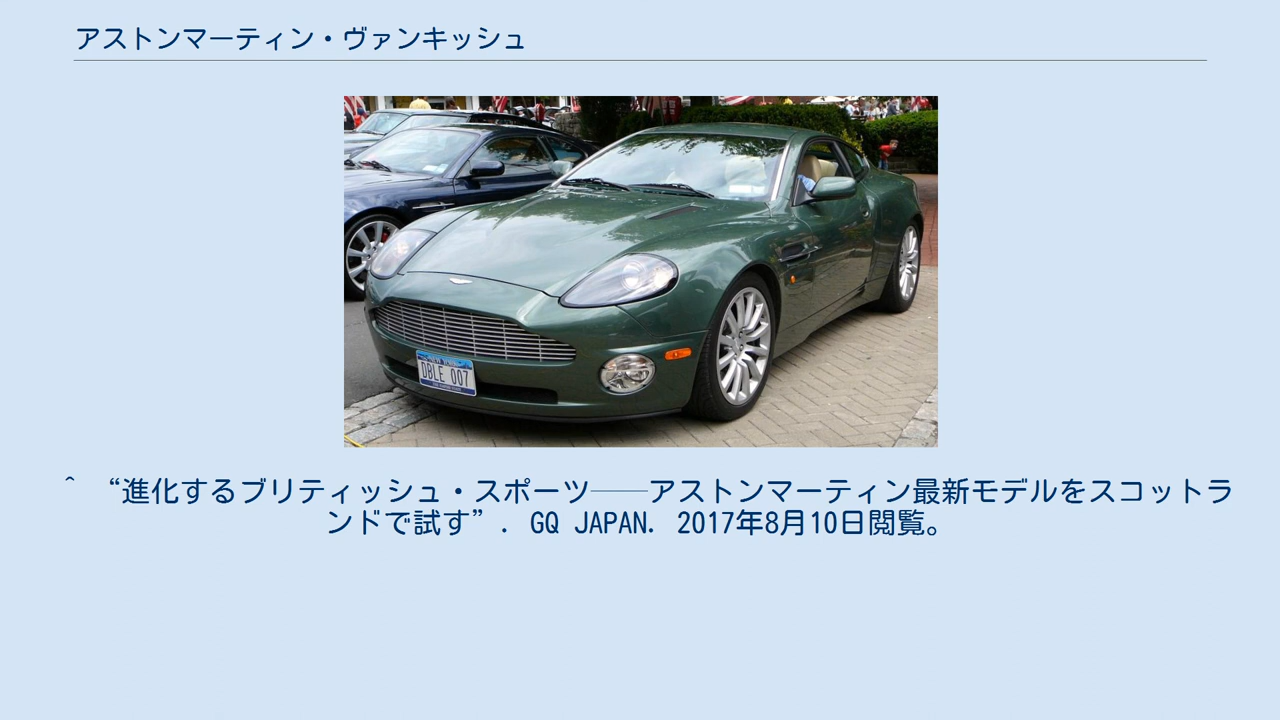 アストンマーティン・ヴァンキッシュ
DBLE 007
^ “進化するブリティッシュ・スポーツ──アストンマーティン最新モデルをスコットラ
ンドで試す”. GQ JAPAN. 2017年8月10日閲覧。